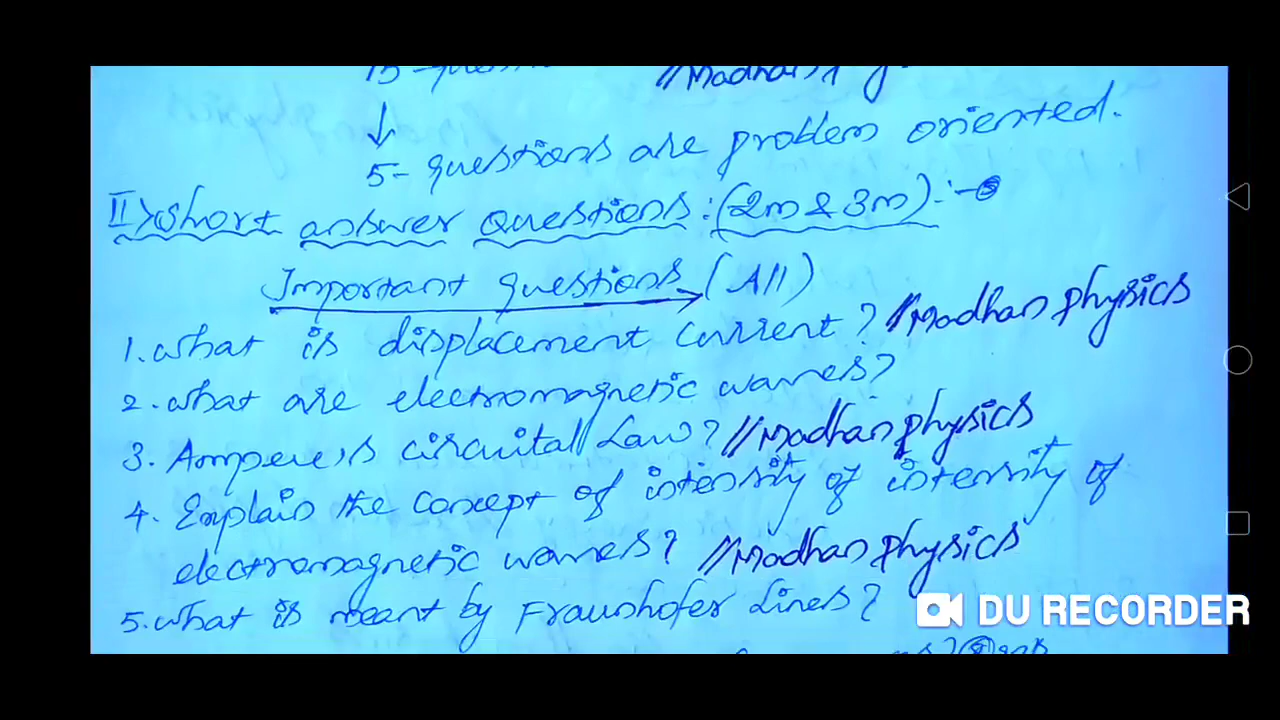 5- questions are problem oriented.
II) short answer questions: (2m & 3m):-
Important questions (All)
1. what is displacement current? //Madhan physics
2. what are electromagnetic waves?
3. Ampere's circuital Law? //Madhan physics
4. Explain the concept of intensity of intensity of
electromagnetic waves? //Madhan physics
5. what is meant by Fraushofer Lines?
DU RECORDER